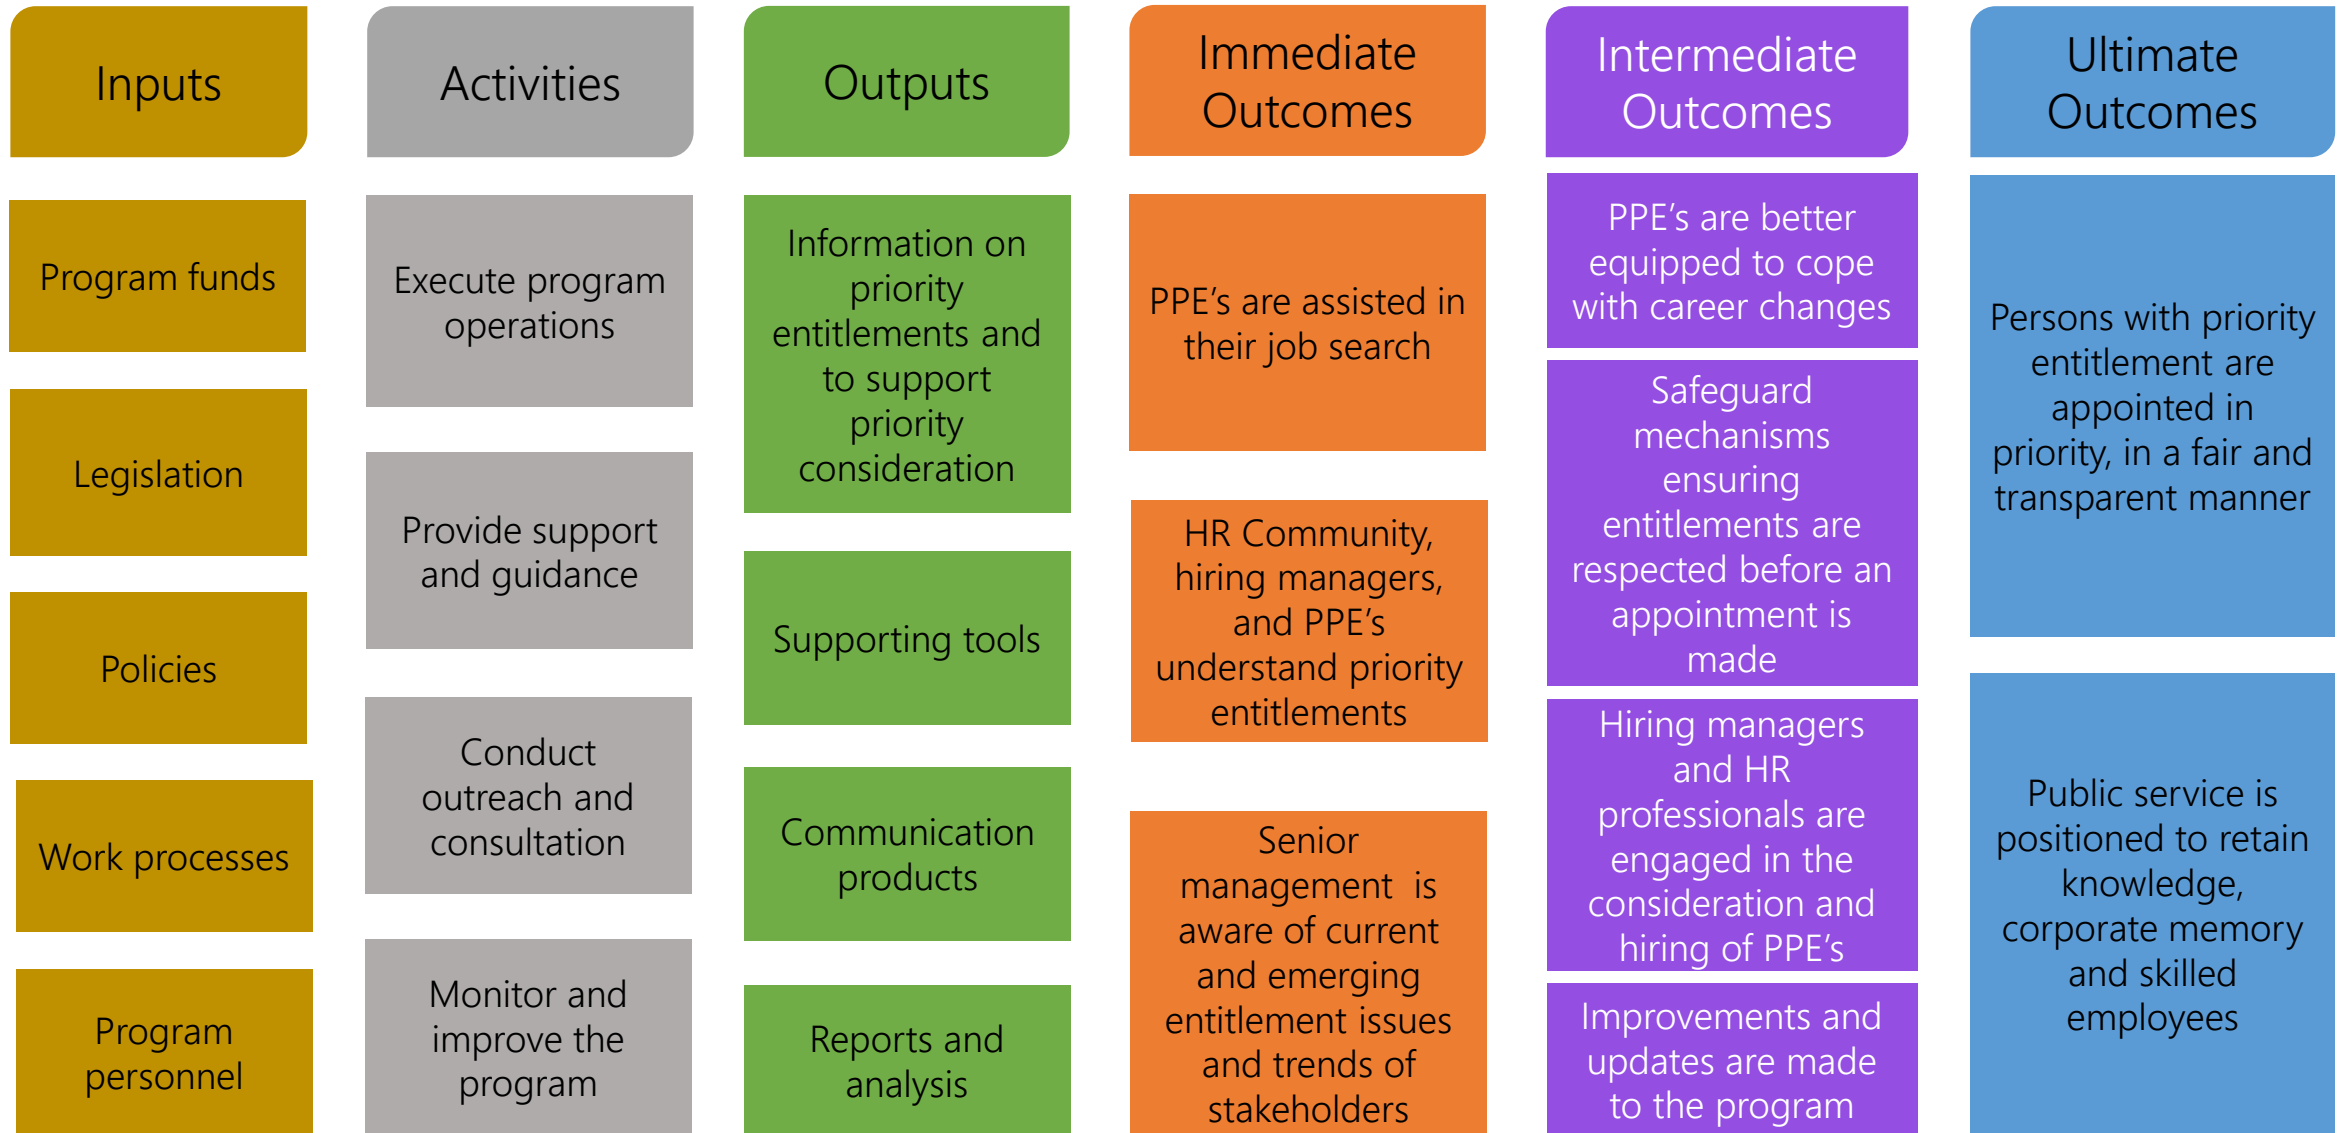 Inputs
Program funds
Legislation
Policies
Work processes
Program
personnel
Activities
Execute program
operations
Provide support
and guidance
Conduct
outreach and
consultation
Monitor and
improve the
program
Outputs
Information on
priority
entitlements and
to support
priority
consideration
Supporting tools
Communication
products
Reports and
analysis
Immediate
Outcomes
PPE’s are assisted in
their job search
HR Community,
hiring managers,
and PPE’s
understand priority
entitlements
Senior
management  is
aware of current
and emerging
entitlement issues
and trends of
stakeholders
Intermediate
Outcomes
PPE’s are better
equipped to cope
with career changes
Safeguard
mechanisms
ensuring
entitlements are
respected before an
appointment is
made
Hiring managers
and HR
professionals are
engaged in the
consideration and
hiring of PPE’s
Improvements and
updates are made
to the program
Ultimate
Outcomes
Persons with priority
entitlement are
appointed in
priority, in a fair and
transparent manner
Public service is
positioned to retain
knowledge,
corporate memory
and skilled
employees